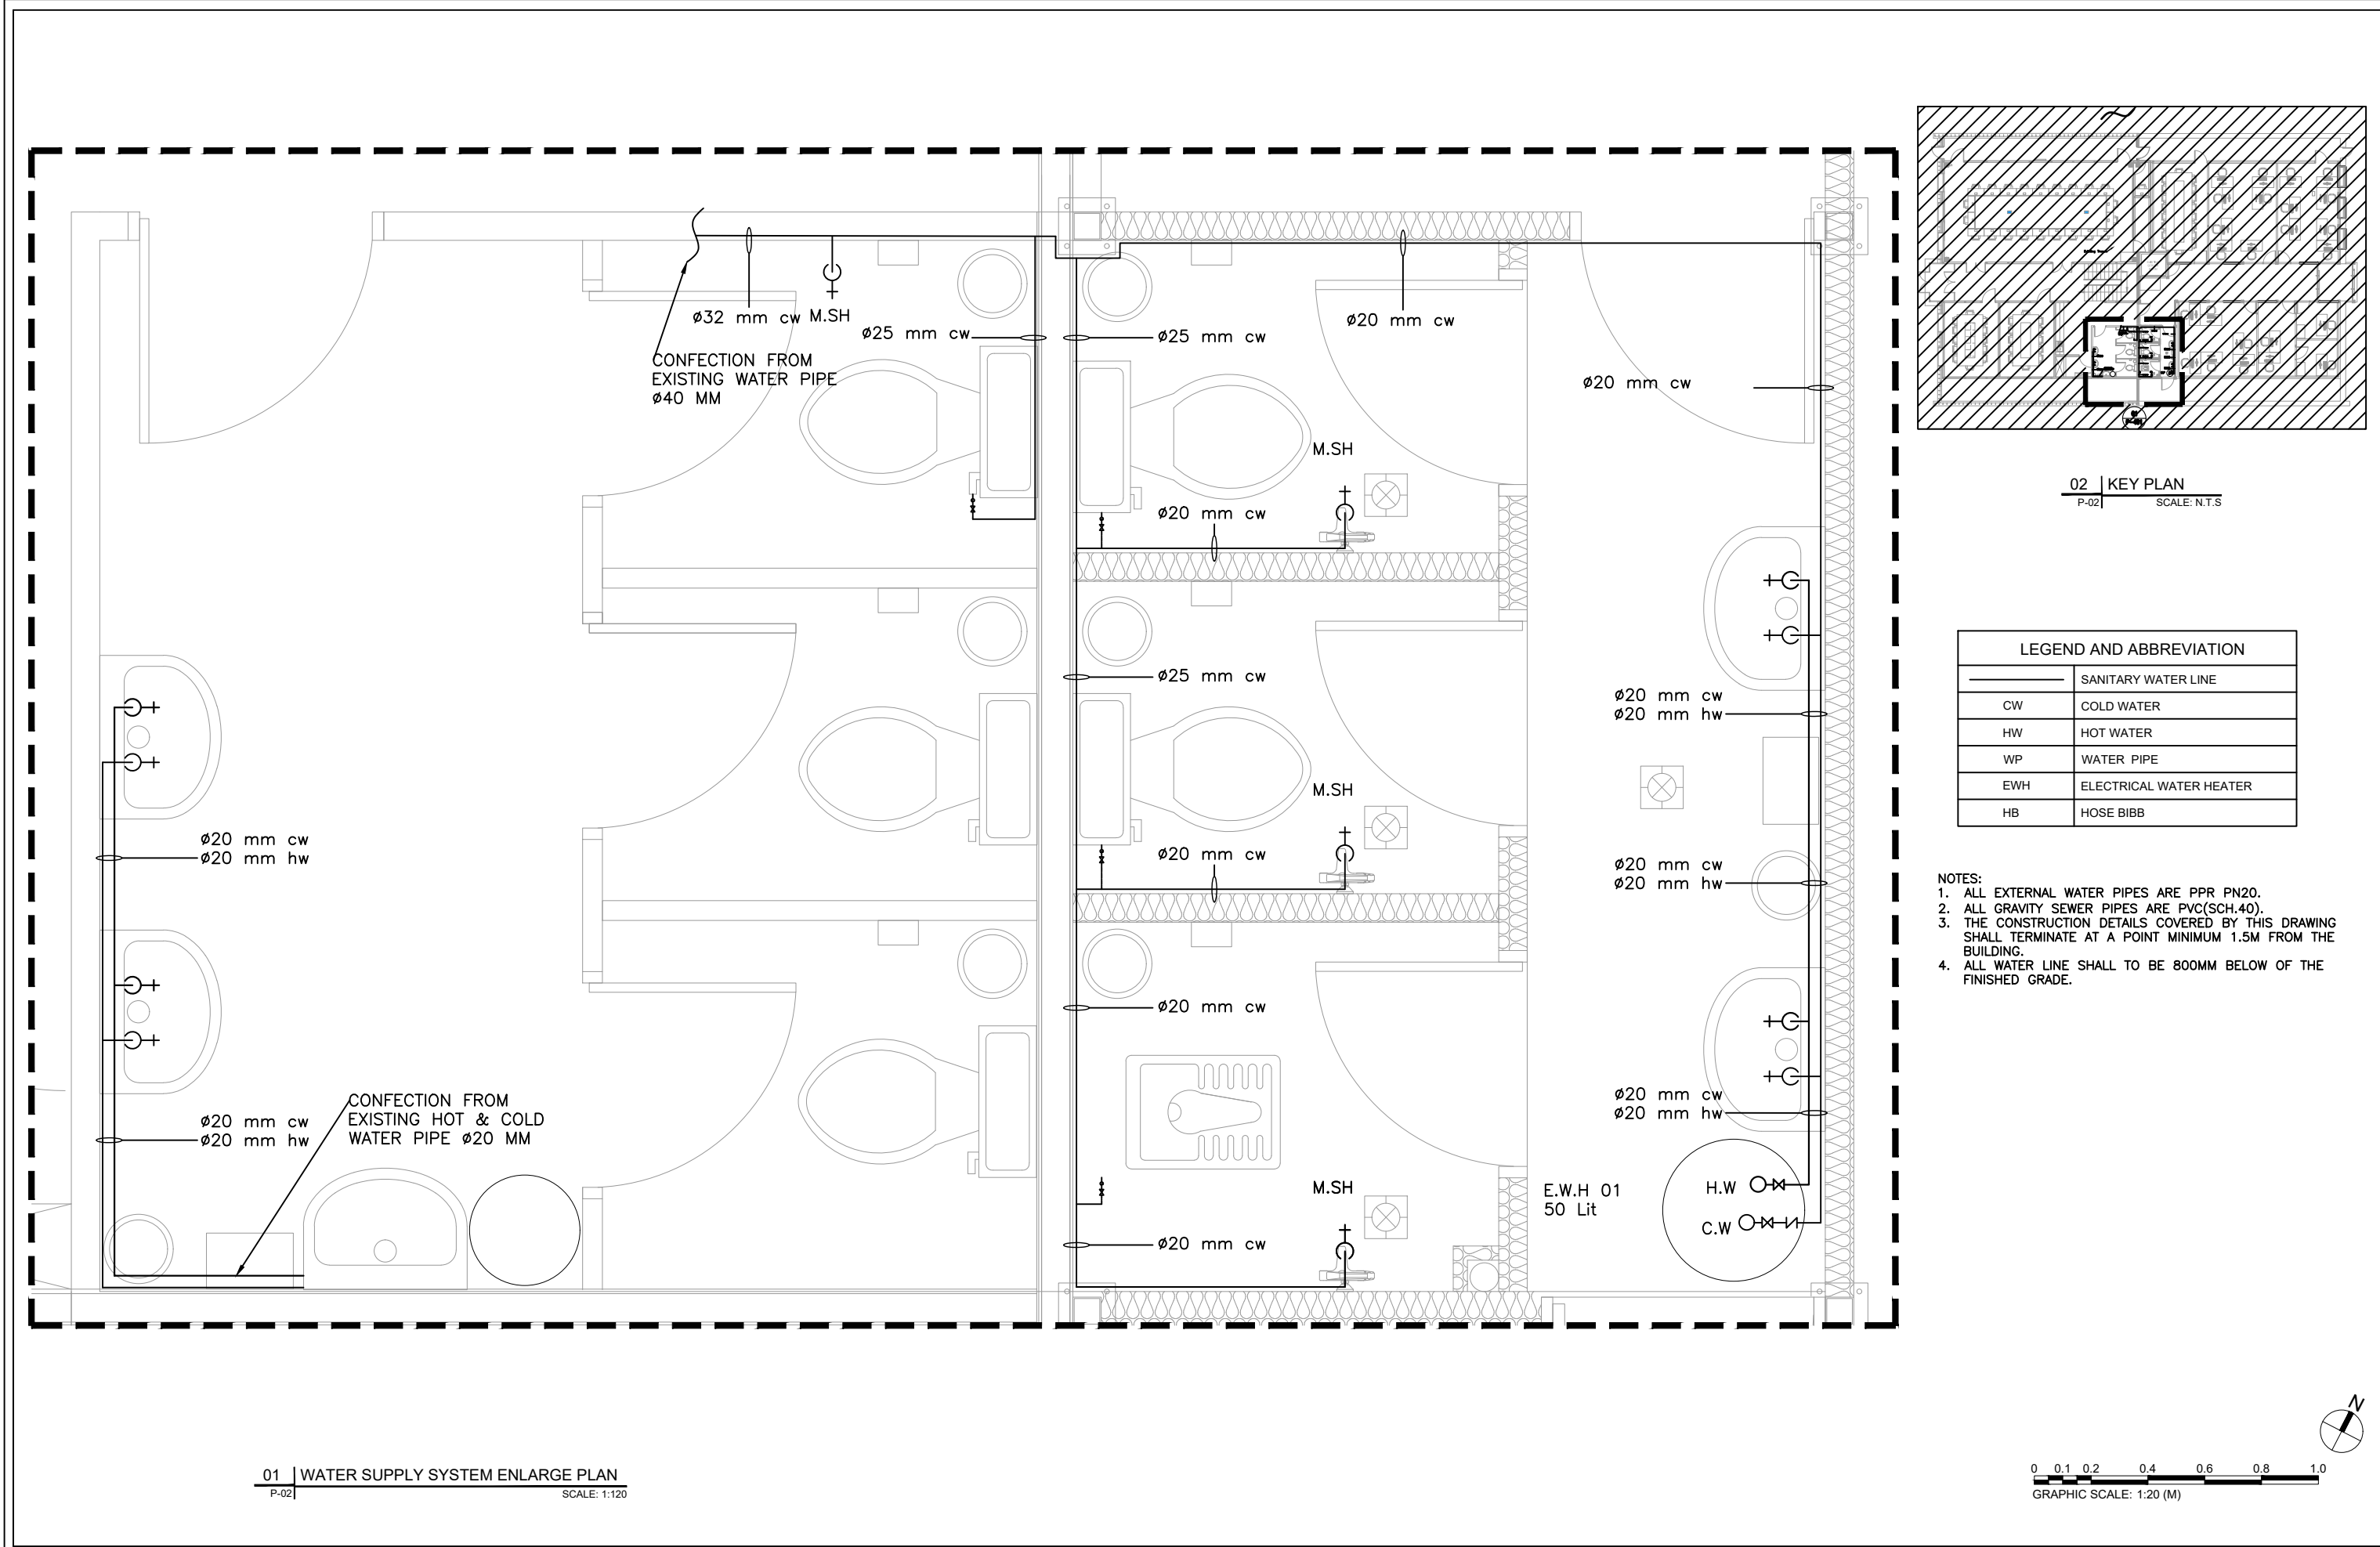 ø32 mm cw
M.SH
CONFECTION FROM
EXISTING WATER PIPE
ø40 MM
ø25 mm cw
ø25 mm cw
ø20 mm cw
ø20 mm cw
M.SH
ø20 mm cw
ø25 mm cw
M.SH
ø20 mm cw
ø20 mm cw
ø20 mm hw
ø20 mm cw
ø20 mm hw
ø20 mm cw
ø20 mm hw
ø20 mm cw
CONFECTION FROM
EXISTING HOT & COLD
WATER PIPE ø20 MM
ø20 mm cw
ø20 mm hw
ø20 mm cw
ø20 mm hw
M.SH
ø20 mm cw
E.W.H 01
50 Lit
H.W
C.W
02 KEY PLAN
P-02 SCALE: N.T.S
LEGEND AND ABBREVIATION
SANITARY WATER LINE
CW COLD WATER
HW HOT WATER
WP WATER PIPE
EWH ELECTRICAL WATER HEATER
HB HOSE BIBB
NOTES:
1. ALL EXTERNAL WATER PIPES ARE PPR PN20.
2. ALL GRAVITY SEWER PIPES ARE PVC(SCH.40).
3. THE CONSTRUCTION DETAILS COVERED BY THIS DRAWING
SHALL TERMINATE AT A POINT MINIMUM 1.5M FROM THE
BUILDING.
4. ALL WATER LINE SHALL TO BE 800MM BELOW OF THE
FINISHED GRADE.
01 WATER SUPPLY SYSTEM ENLARGE PLAN
P-02 SCALE: 1:120
N
0 0.1 0.2 0.4 0.6 0.8 1.0
GRAPHIC SCALE: 1:20 (M)